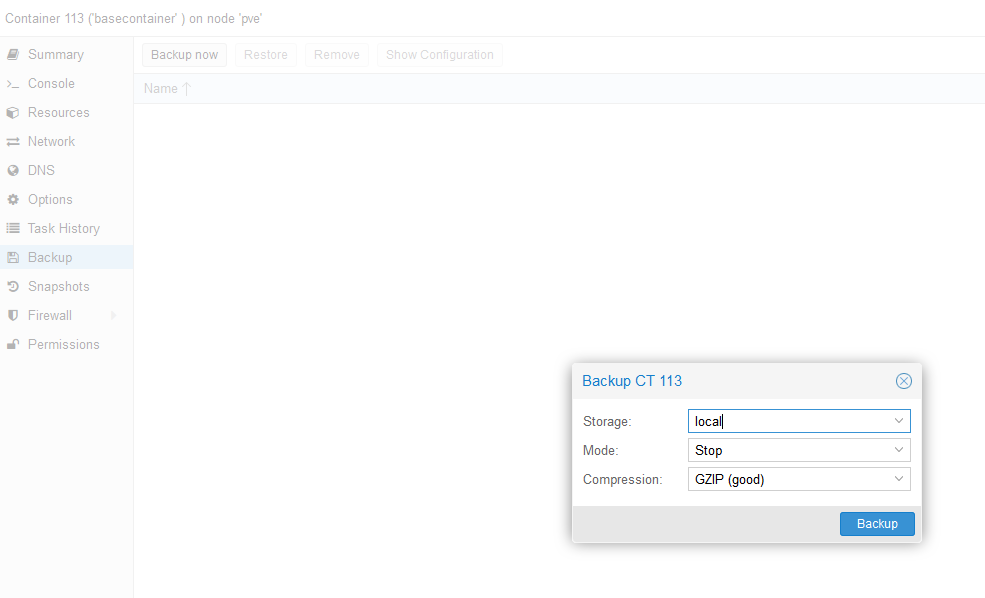 Container 113 ('basecontainer' ) on node 'pve'
Summary
Console
Resources
Network
DNS
Options
Task History
Backup
Snapshots
Firewall
Permissions
Backup now Restore Remove Show Configuration
Name
Backup CT 113
Storage: local
Mode: Stop
Compression: GZIP (good)
Backup